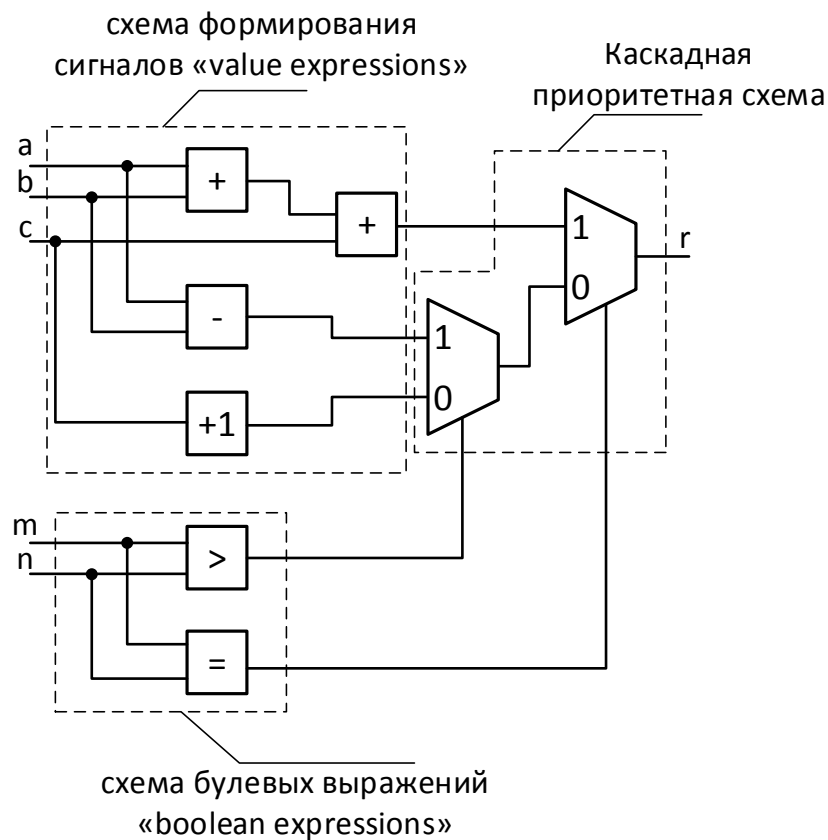 схема формирования
сигналов «value expressions»
Каскадная
приоритетная схема
a
b
c
+
+
-
+1
1
0
1
0
r
m
n
>
=
схема булевых выражений
«boolean expressions»